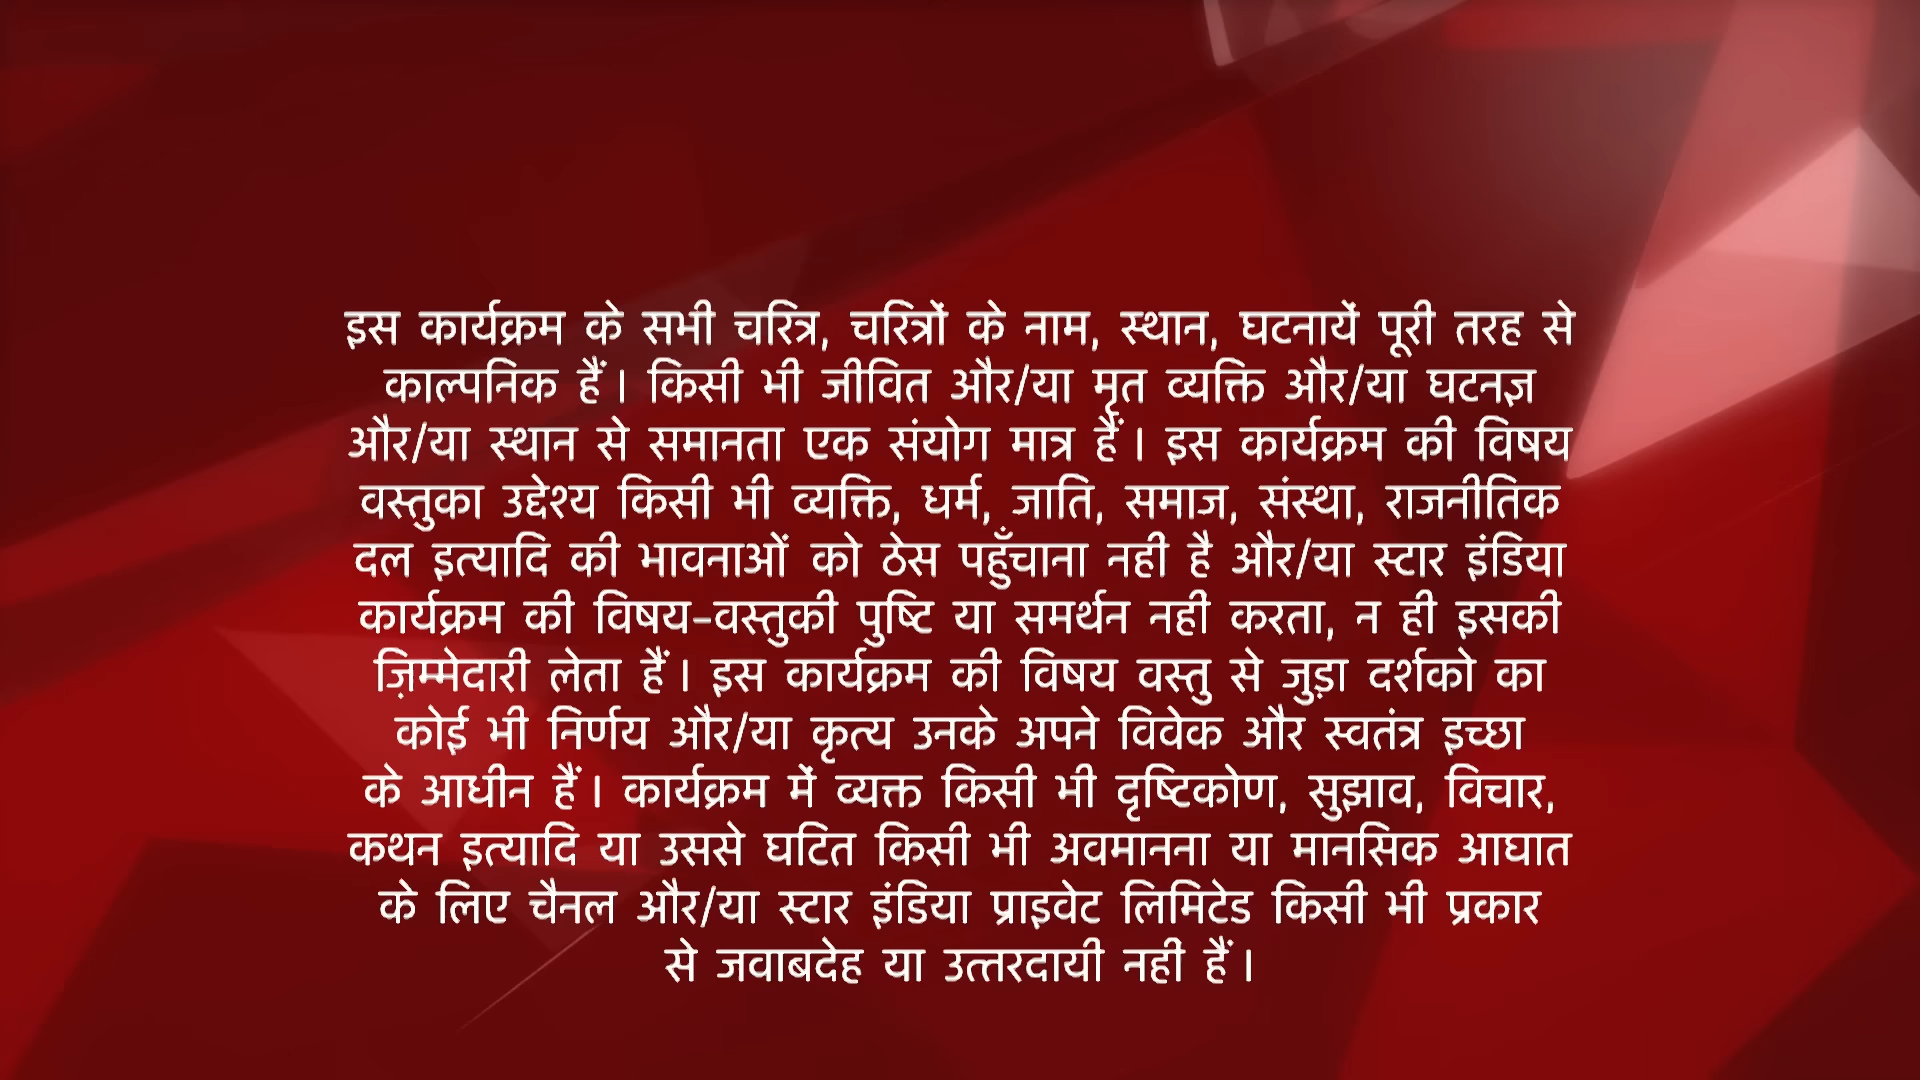 इस कार्यक्रम के सभी चरित्र, चरित्रों के नाम, स्थान, घटनायें पूरी तरह से
काल्पनिक हैं। किसी भी जीवित और/या मृत व्यक्ति और/या घटनज्ञ
और/या स्थान से समानता एक संयोग मात्र हैं। इस कार्यक्रम की विषय
वस्तुका उद्देश्य किसी भी व्यक्ति, धर्म, जाति, समाज, संस्था, राजनीतिक
दल इत्यादि की भावनाओं को ठेस पहुँचाना नही है और/या स्टार इंडिया
कार्यक्रम की विषय-वस्तुकी पुष्टि या समर्थन नही करता, न ही इसकी
ज़िम्मेदारी लेता हैं। इस कार्यक्रम की विषय वस्तु से जुड़ा दर्शको का
कोई भी निर्णय और/या कृत्य उनके अपने विवेक और स्वतंत्र इच्छा
के आधीन हैं। कार्यक्रम में व्यक्त किसी भी दृष्टिकोण, सुझाव, विचार,
कथन इत्यादि या उससे घटित किसी भी अवमानना या मानसिक आघात
के लिए चैनल और/या स्टार इंडिया प्राइवेट लिमिटेड किसी भी प्रकार
से जवाबदेह या उत्तरदायी नही हैं।